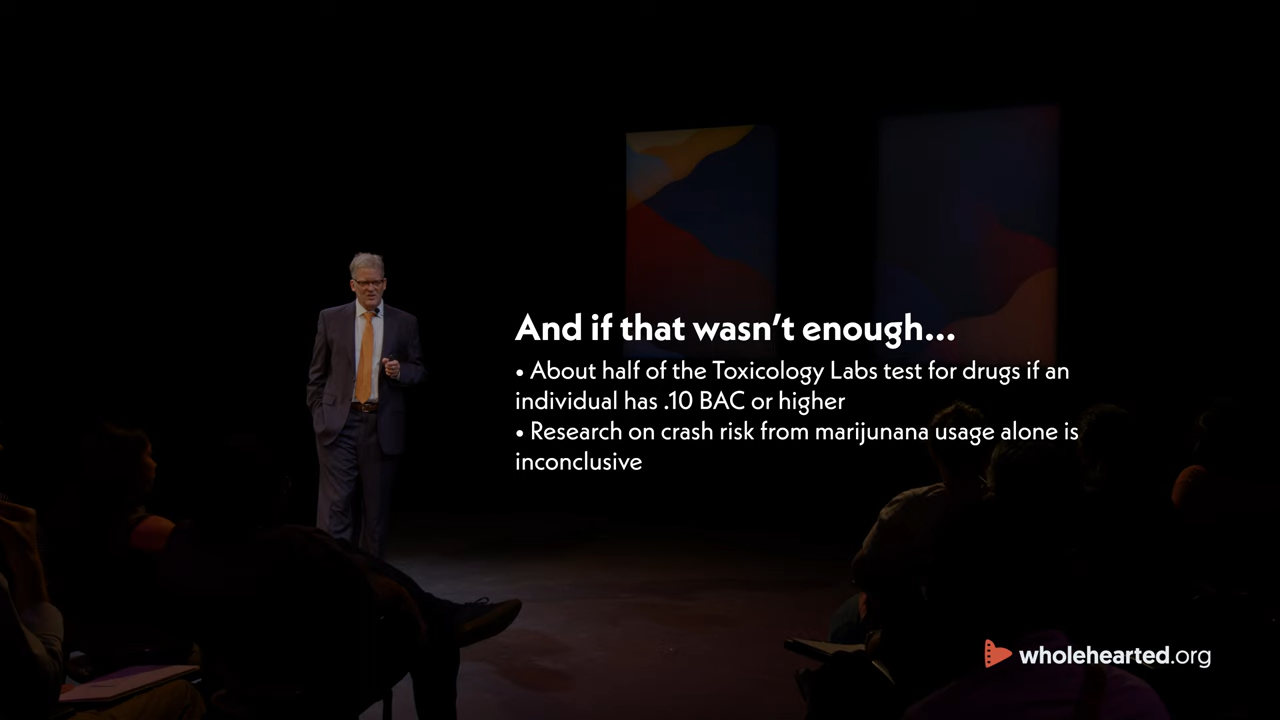 And if that wasn't enough...
• About half of the Toxicology Labs test for drugs if an
individual has .10 BAC or higher
• Research on crash risk from marijunana usage alone is
inconclusive
wholehearted.org